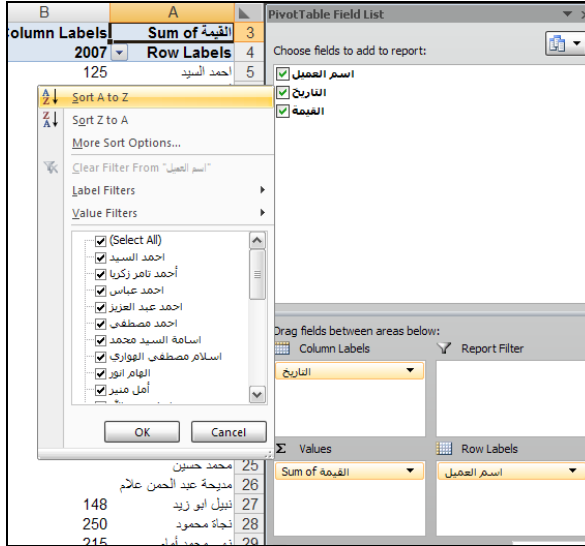 B A
Column Labels Sum of القيمة 3
2007 Row Labels 4
125 احمد السيد 5
Sort A to Z
Sort Z to A
More Sort Options...
Clear Filter From "اسم العميل"
Label Filters
Value Filters
(Select All)
احمد السيد
أحمد تامر زكريا
احمد عباس
احمد عبد العزيز
احمد مصطفى
اسامة السيد محمد
اسلام مصطفى الهواري
الهام انور
أمل منير
OK Cancel
محمد حسين 25
مديحة عبد الحمن علام 26
148 نبيل ابو زيد 27
250 نجاة محمود 28
215 29
PivotTable Field List
Choose fields to add to report:
اسم العميل
التاريخ
القيمة
Drag fields between areas below:
Column Labels Report Filter
التاريخ
Σ Values Row Labels
Sum of القيمة اسم العميل